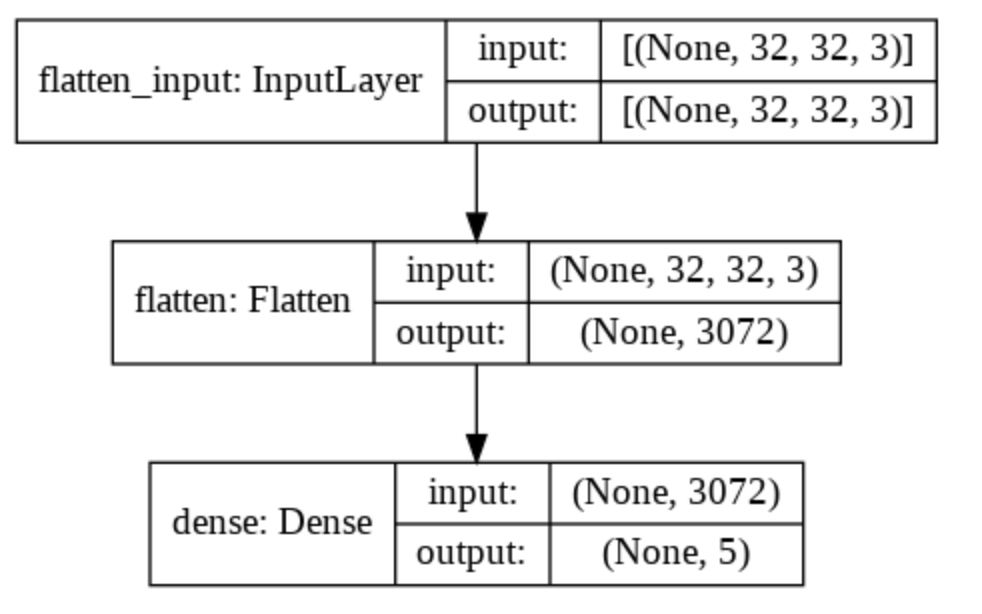 flatten_input: InputLayer
input:
[(None, 32, 32, 3)]
output:
[(None, 32, 32, 3)]
flatten: Flatten
input:
(None, 32, 32, 3)
output:
(None, 3072)
dense: Dense
input:
(None, 3072)
output:
(None, 5)